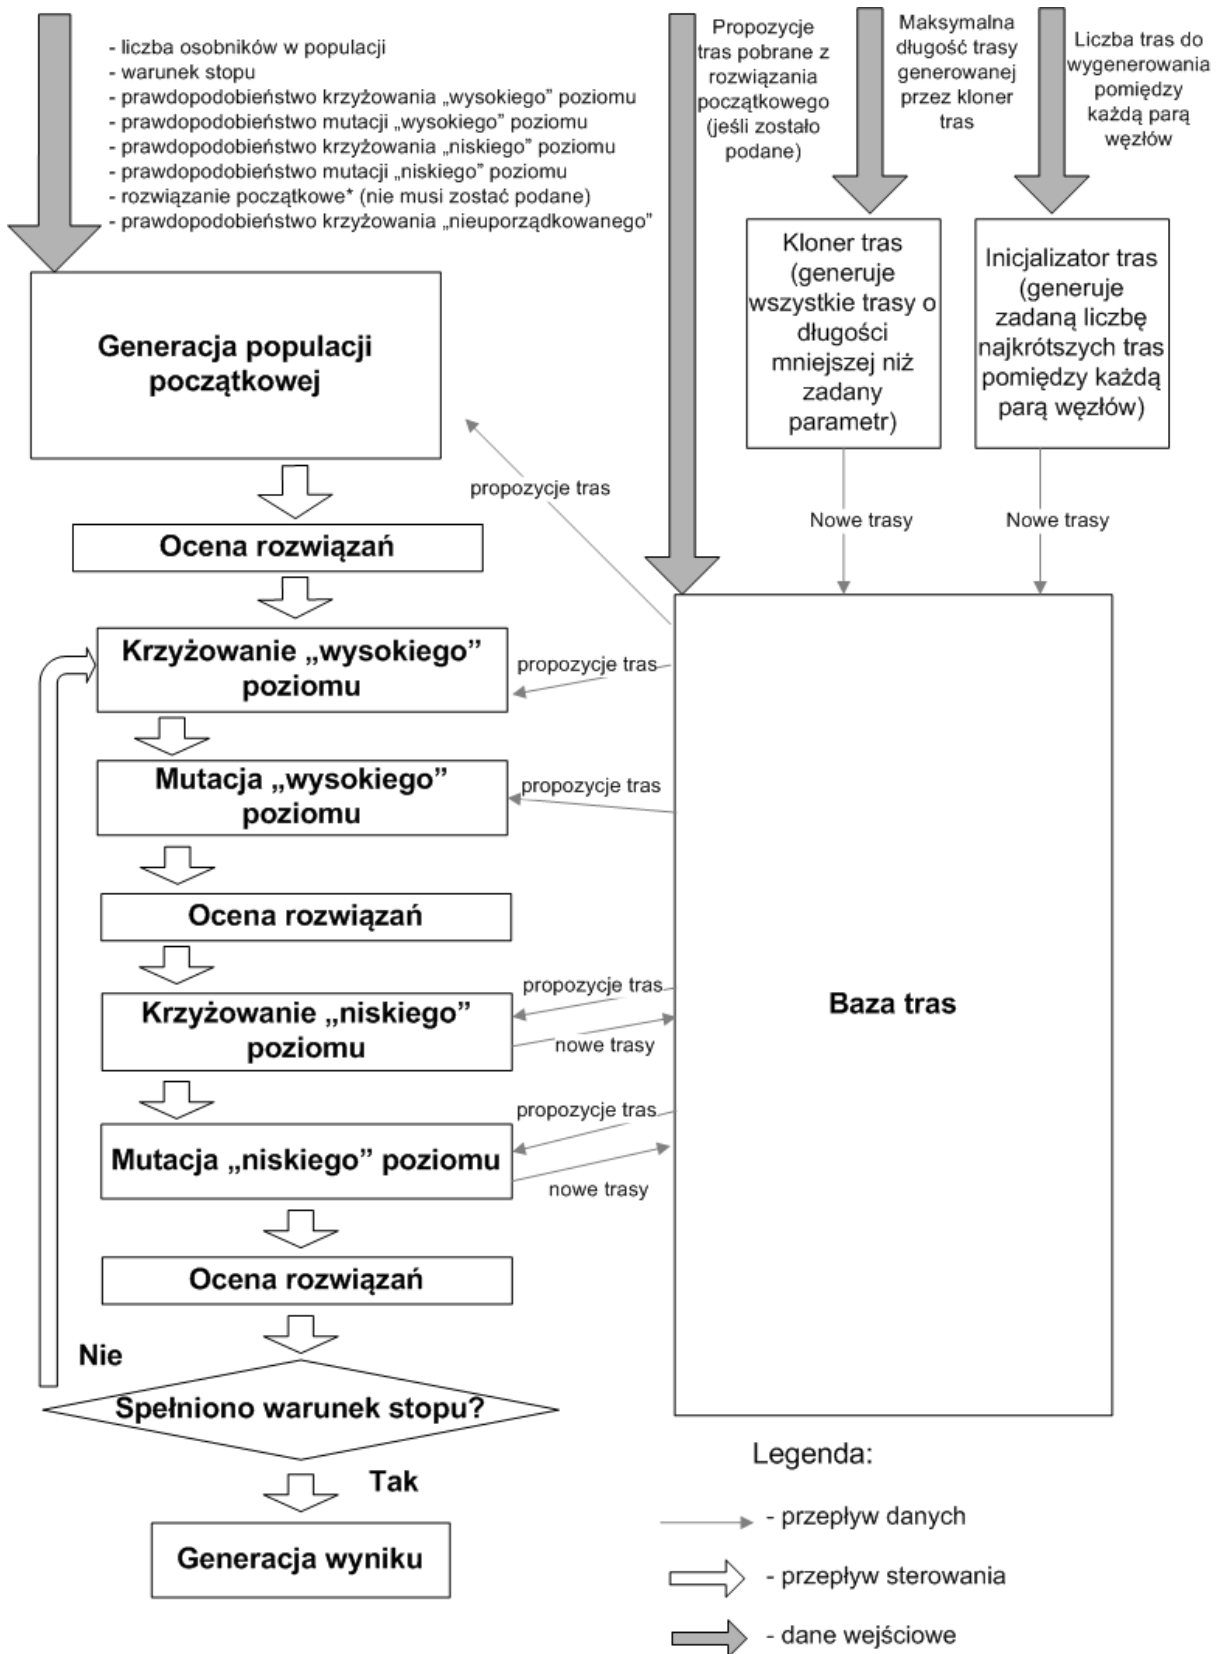 - liczba osobników w populacji
- warunek stopu
- prawdopodobieństwo krzyżowania „wysokiego” poziomu
- prawdopodobieństwo mutacji „wysokiego” poziomu
- prawdopodobieństwo krzyżowania „niskiego” poziomu
- prawdopodobieństwo mutacji „niskiego” poziomu
- rozwiązanie początkowe* (nie musi zostać podane)
- prawdopodobieństwo krzyżowania „nieuporządkowanego”
Propozycje
tras pobrane z
rozwiązania
początkowego
(jeśli zostało
podane)
Maksymalna
długość trasy
generowanej
przez kloner
tras
Liczba tras do
wygenerowania
pomiędzy
każdą parą
węzłów
Kloner tras
(generuje
wszystkie trasy o
długości
mniejszej niż
zadany
parametr)
Inicjalizator tras
(generuje
zadaną liczbę
najkrótszych tras
pomiędzy każdą
parą węzłów)
Generacja populacji
początkowej
propozycje tras
Nowe trasy
Nowe trasy
Ocena rozwiązań
Krzyżowanie „wysokiego”
poziomu
propozycje tras
Mutacja „wysokiego”
poziomu
propozycje tras
Ocena rozwiązań
Krzyżowanie „niskiego”
poziomu
propozycje tras
nowe trasy
Baza tras
Mutacja „niskiego” poziomu
propozycje tras
nowe trasy
Ocena rozwiązań
Nie
Spełniono warunek stopu?
Tak
Generacja wyniku
Legenda:
- przepływ danych
- przepływ sterowania
- dane wejściowe